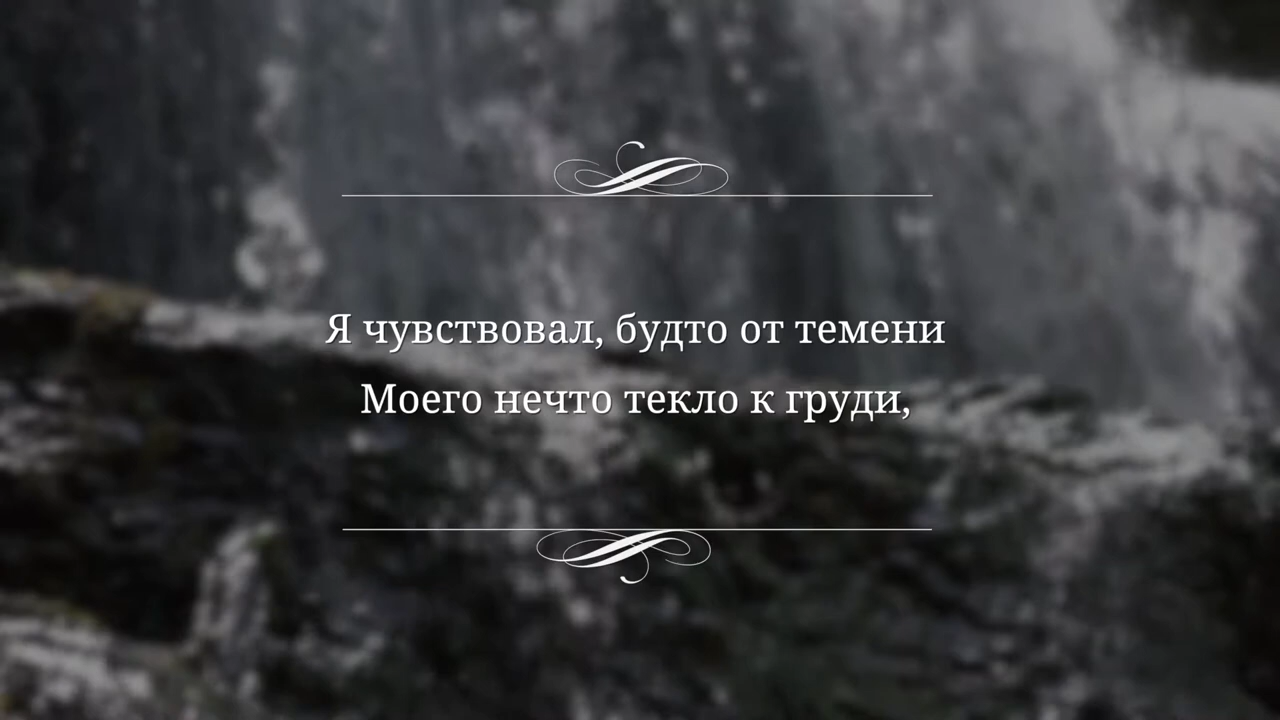 Я чувствовал, будто от темени
Моего нечто текло к груди,